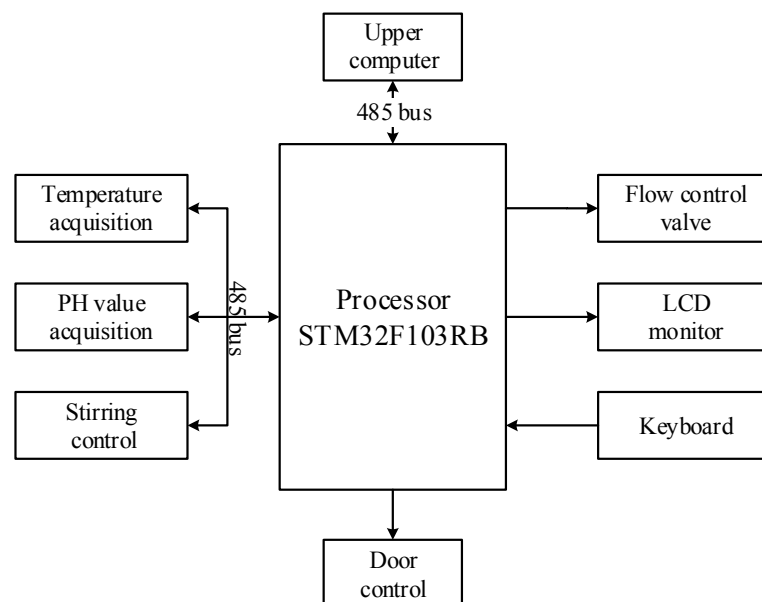 Upper
computer
485 bus
Temperature
acquisition
PH value
acquisition
Stirring
control
485 bus
Processor
STM32F103RB
Flow control
valve
LCD
monitor
Keyboard
Door
control